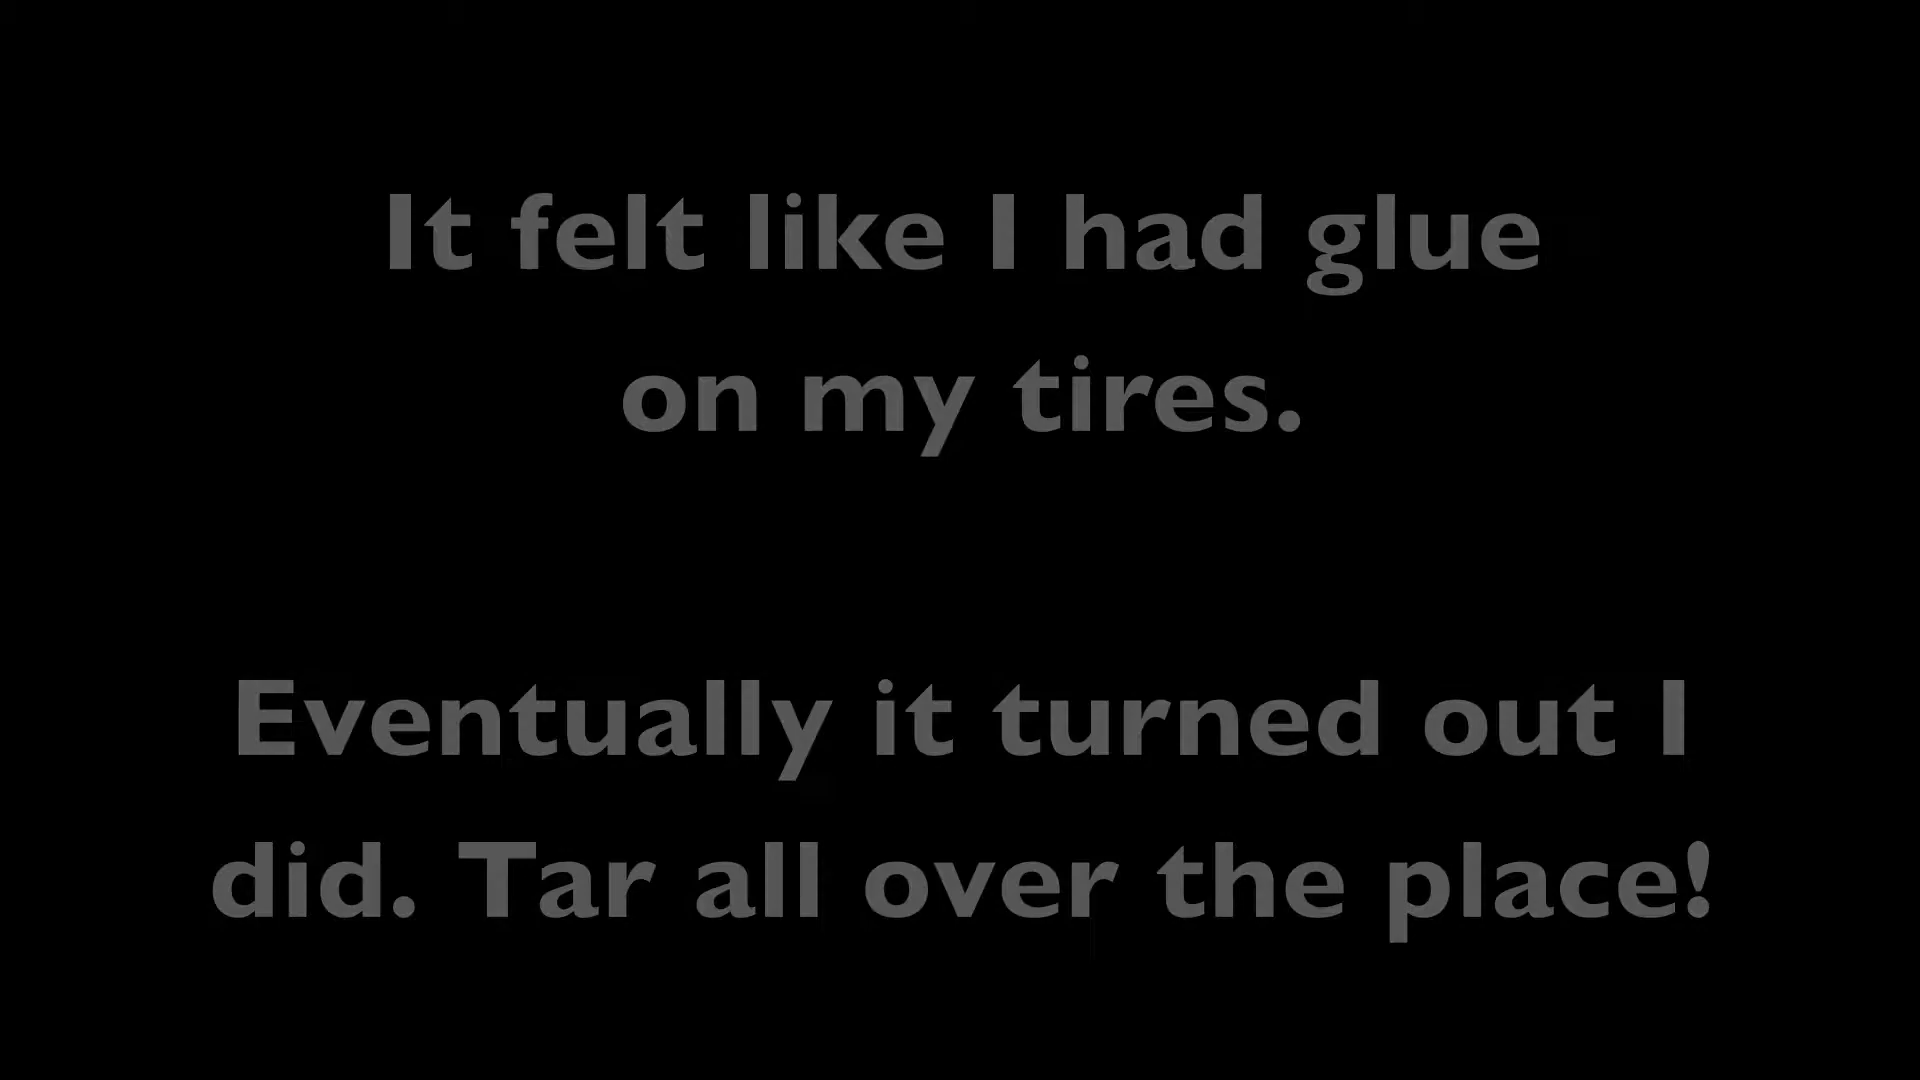 It felt like I had glue
on my tires.
Eventually it turned out I
did. Tar all over the place!